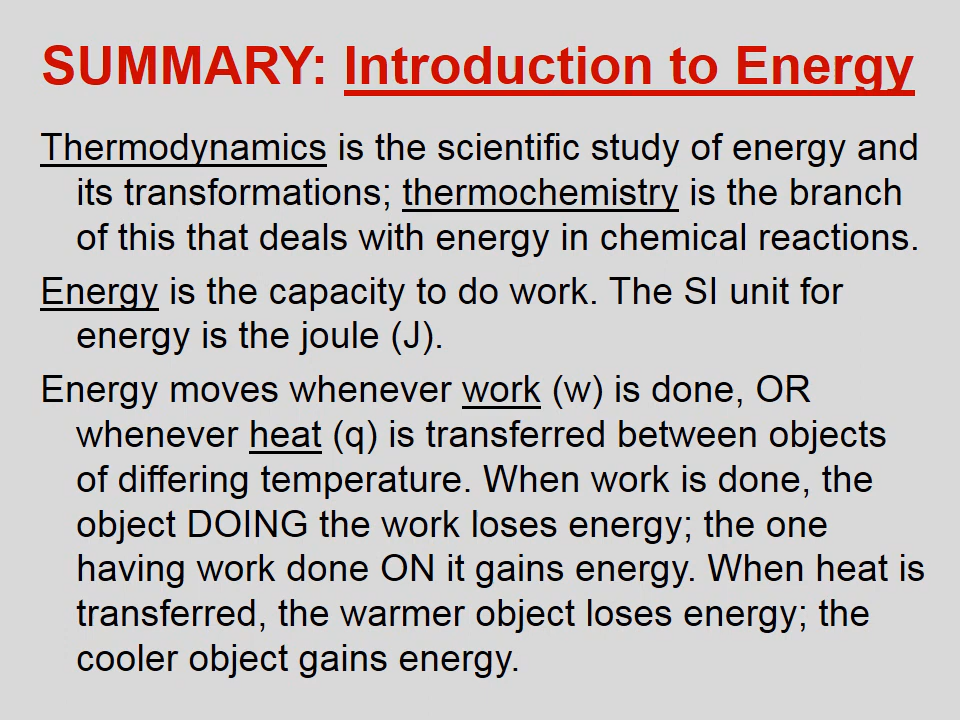 SUMMARY: Introduction to Energy
Thermodynamics is the scientific study of energy and
its transformations; thermochemistry is the branch
of this that deals with energy in chemical reactions.
Energy is the capacity to do work. The SI unit for
energy is the joule (J).
Energy moves whenever work (w) is done, OR
whenever heat (q) is transferred between objects
of differing temperature. When work is done, the
object DOING the work loses energy; the one
having work done ON it gains energy. When heat is
transferred, the warmer object loses energy; the
cooler object gains energy.